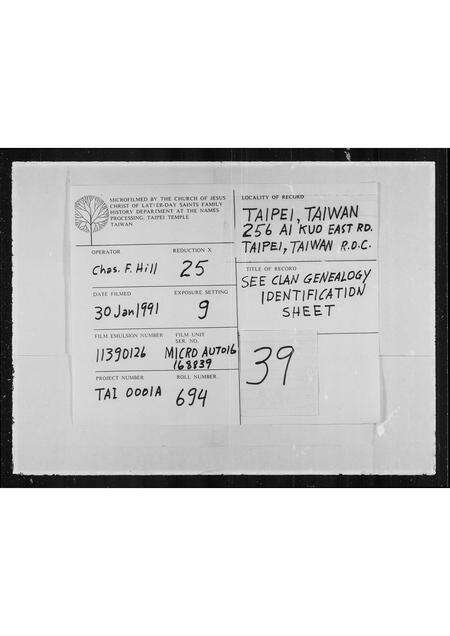 MICROFILMED BY THE CHURCH OF JESUS
CHRIST OF LATTER-DAY SAINTS FAMILY
HISTORY DEPARTMENT AT THE NAMES
PROCESSING, TAIPEI TEMPLE
TAIWAN
OPERATOR
Chas. F. Hill
REDUCTION X
25
DATE FILMED
30 Jan 1991
EXPOSURE SETTING
9
FILM EMULSION NUMBER
11390126
FILM UNIT
SER. NO.
MICRO AUTO16
168839
PROJECT NUMBER
TAI 0001A
ROLL NUMBER
694
LOCALITY OF RECORD
TAIPEI, TAIWAN
256 AI KUO EAST RD.
TAIPEI, TAIWAN R.O.C.
TITLE OF RECORD
SEE CLAN GENEALOGY
IDENTIFICATION
SHEET
39